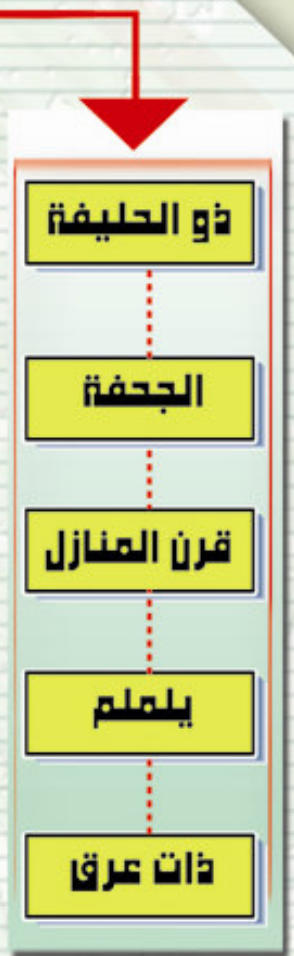 ذو الحليفة
الجحفة
قرن المنازل
يلملم
ذات عرق